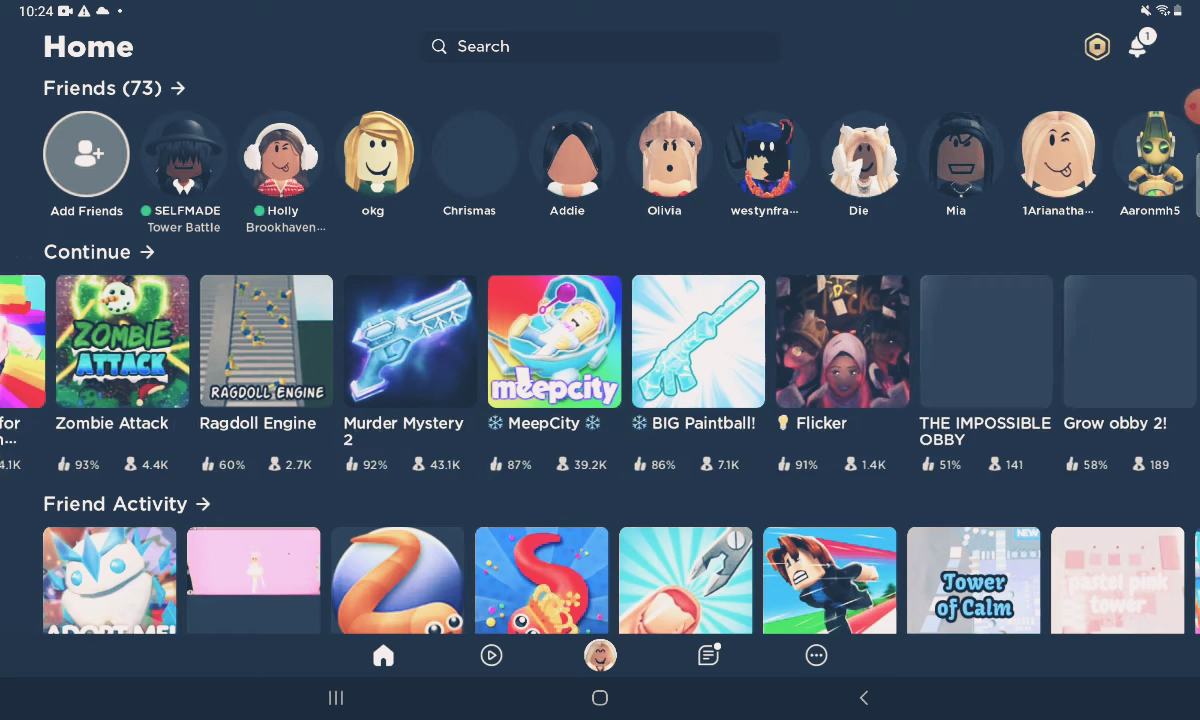 10:24
Home
Search
1
Friends (73) →
Add Friends
SELFMADE
Tower Battle
Holly
Brookhaven...
okg
Chrismas
Addie
Olivia
westynfra...
Die
Mia
1Arianatha...
Aaronmh5
Continue →
ZOMBIE
ATTACK
RAGDOLL ENGINE
meepcity
Flicker
for
n...
4.1K
Zombie Attack
93% 4.4K
Ragdoll Engine
60% 2.7K
Murder Mystery
2
92% 43.1K
❄ MeepCity ❄
87% 39.2K
❄ BIG Paintball!
86% 7.1K
💡 Flicker
91% 1.4K
THE IMPOSSIBLE
OBBY
51% 141
Grow obby 2!
58% 189
Friend Activity →
ADOPT ME!
NEW
Tower
of Calm
pastel pink
tower